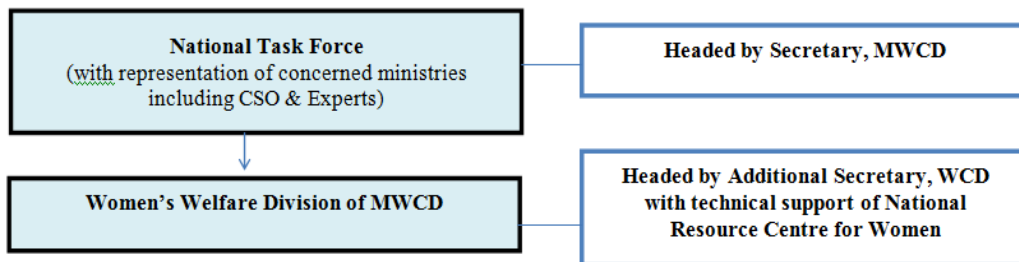 National Task Force
(with representation of concerned ministries
including CSO & Experts)
Headed by Secretary, MWCD
Women's Welfare Division of MWCD
Headed by Additional Secretary, WCD
with technical support of National
Resource Centre for Women